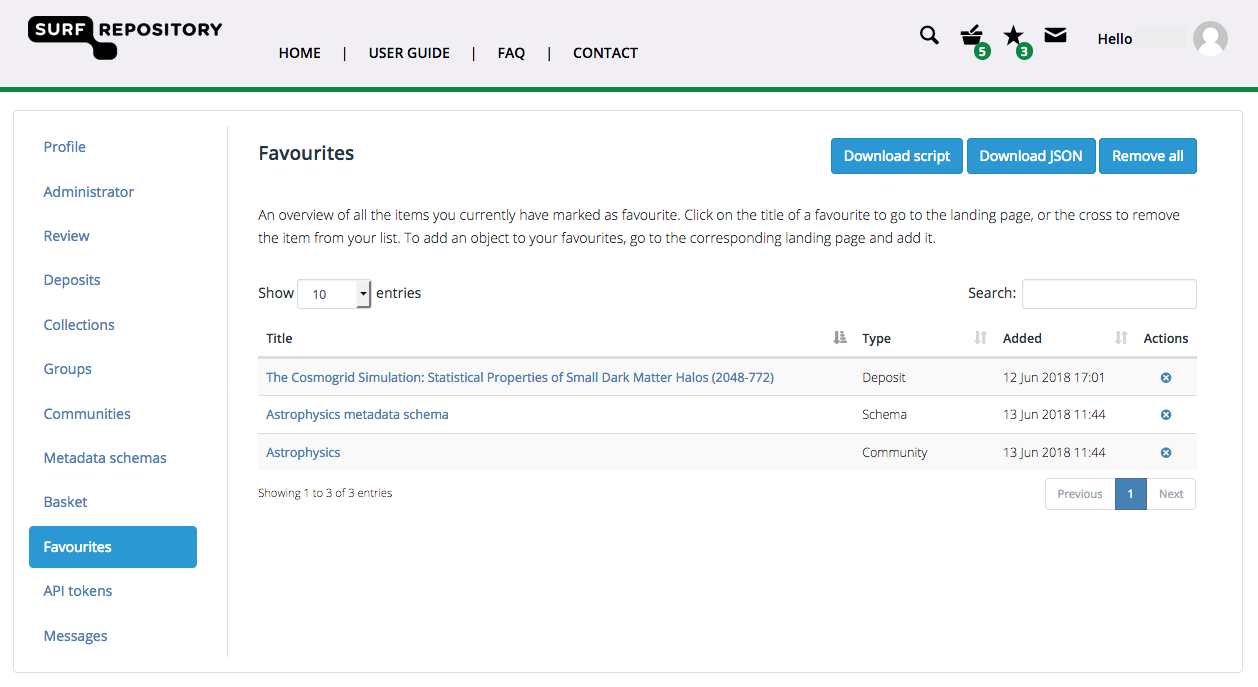 SURF REPOSITORY
HOME | USER GUIDE | FAQ | CONTACT
5
3
Hello
Profile
Administrator
Review
Deposits
Collections
Groups
Communities
Metadata schemas
Basket
Favourites
API tokens
Messages
Favourites
Download script
Download JSON
Remove all
An overview of all the items you currently have marked as favourite. Click on the title of a favourite to go to the landing page, or the cross to remove
the item from your list. To add an object to your favourites, go to the corresponding landing page and add it.
Show 10 entries
Search:
Title Type Added Actions
The Cosmogrid Simulation: Statistical Properties of Small Dark Matter Halos (2048-772) Deposit 12 Jun 2018 17:01
Astrophysics metadata schema Schema 13 Jun 2018 11:44
Astrophysics Community 13 Jun 2018 11:44
Showing 1 to 3 of 3 entries
Previous 1 Next